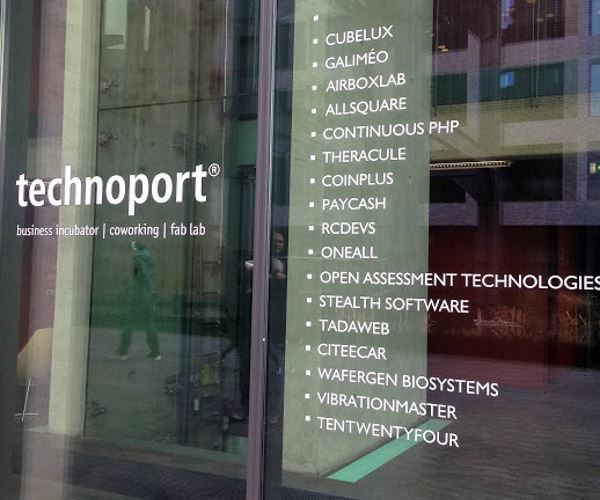 technoport®
business incubator | coworking | fab lab
CUBELUX
GALIMÉO
AIRBOXLAB
ALLSQUARE
CONTINUOUS PHP
THERACULE
COINPLUS
PAYCASH
RCDEVS
ONEALL
OPEN ASSESSMENT TECHNOLOGIES
STEALTH SOFTWARE
TADAWEB
CITEECAR
WAFERGEN BIOSYSTEMS
VIBRATIONMASTER
TENTWENTYFOUR